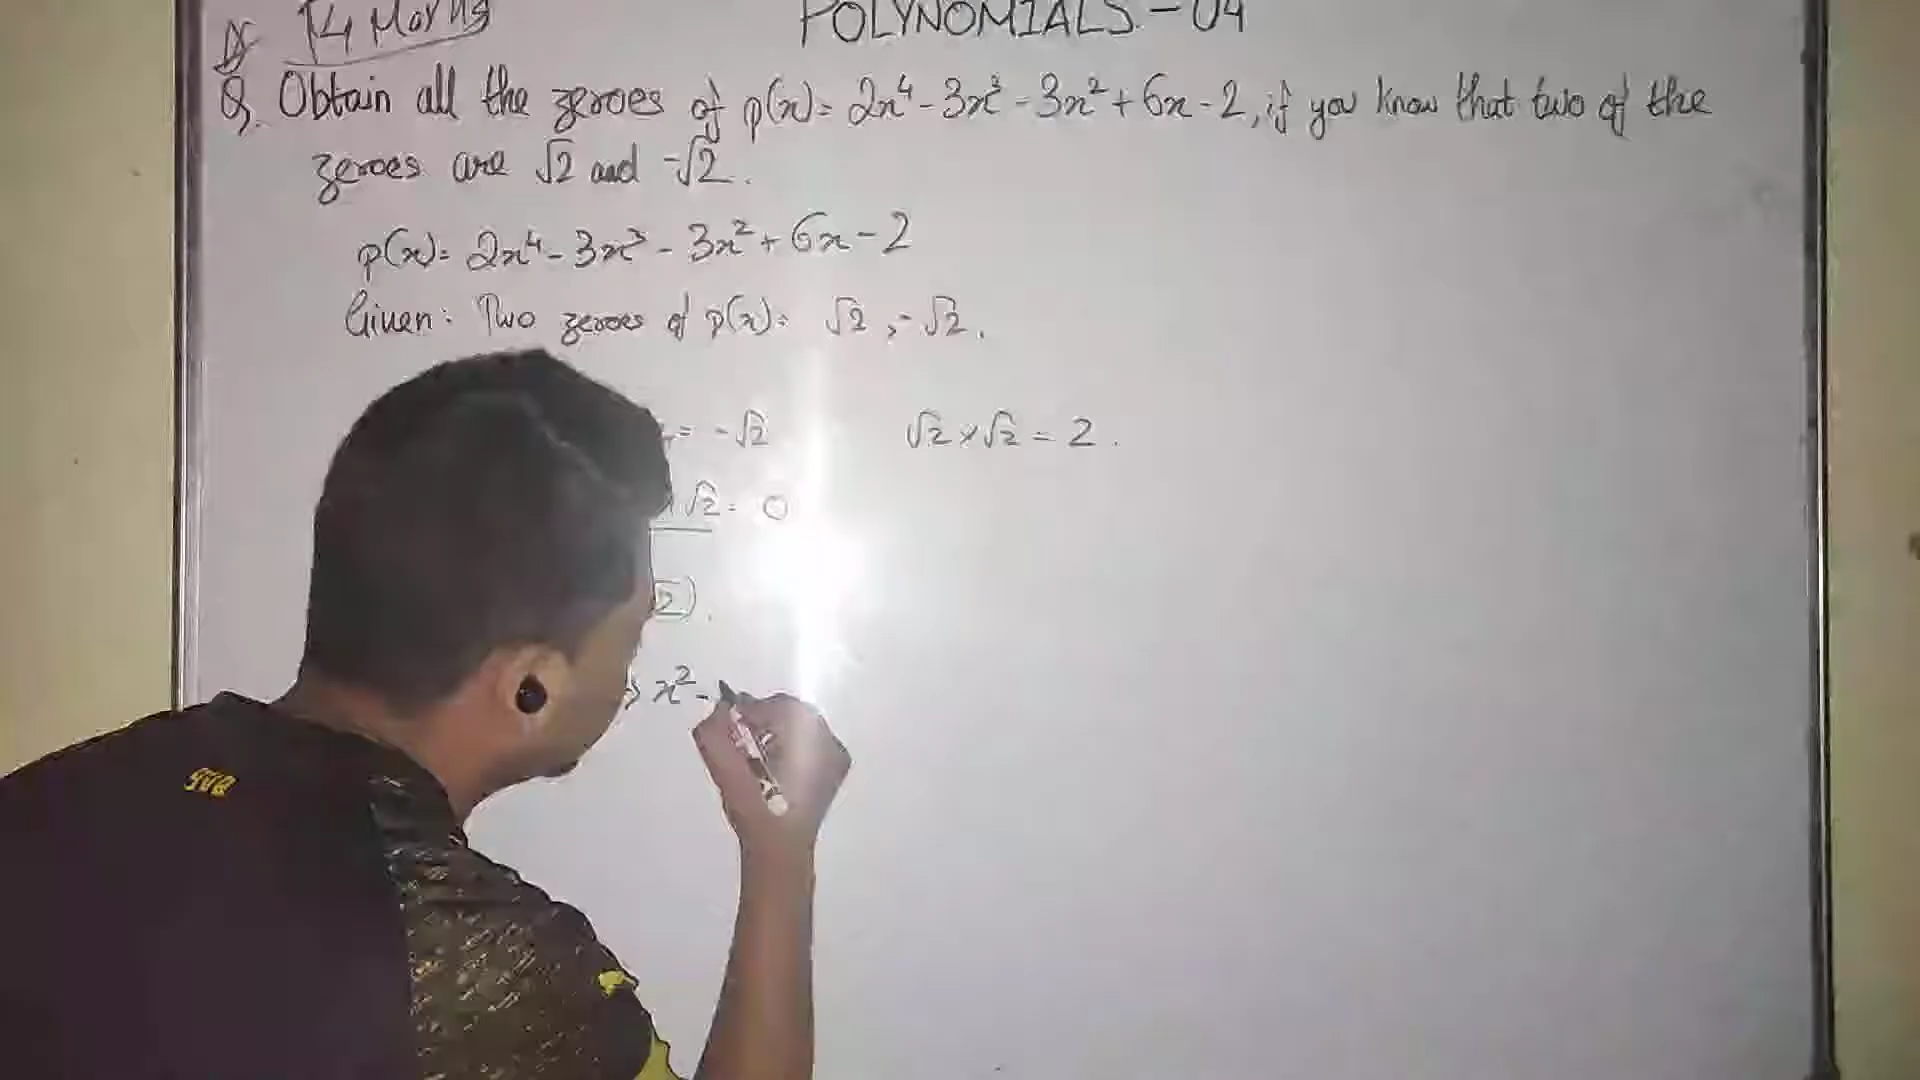 14 Marks
POLYNOMIALS - 04
Q. Obtain all the zeroes of p(x) = 2x⁴ - 3x³ - 3x² + 6x - 2, if you know that two of the
zeroes are √2 and -√2.
p(x) = 2x⁴ - 3x³ - 3x² + 6x - 2
Given: Two zeroes of p(x) = √2, -√2.
= -√2 √2 × √2 = 2.
√2 = 0
x² -